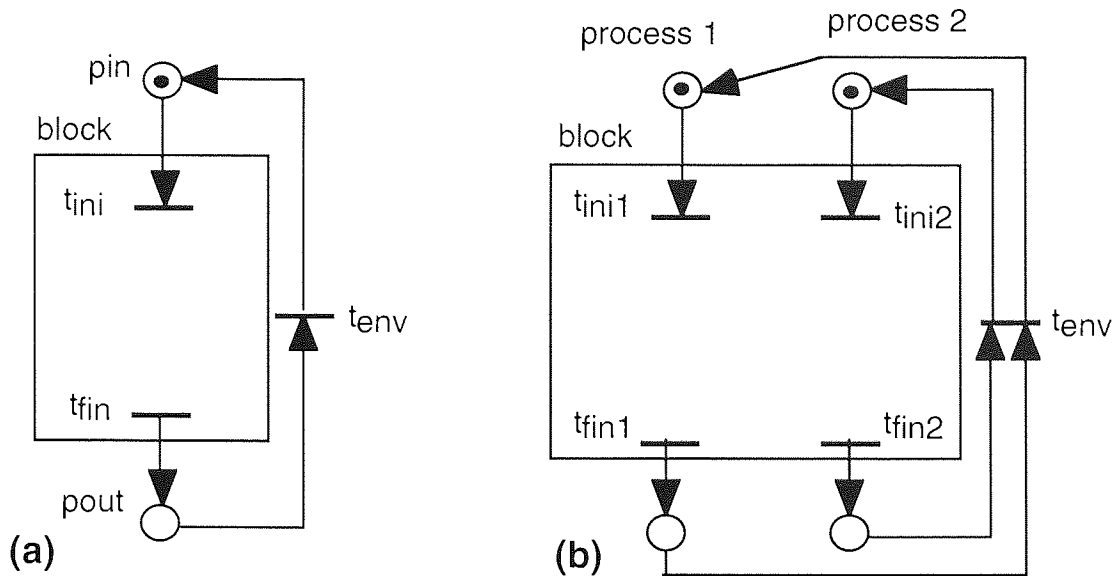 pin
block
tini
tenv
tfin
pout
(a)
process 1
process 2
block
tini1
tini2
tenv
tfin1
tfin2
(b)